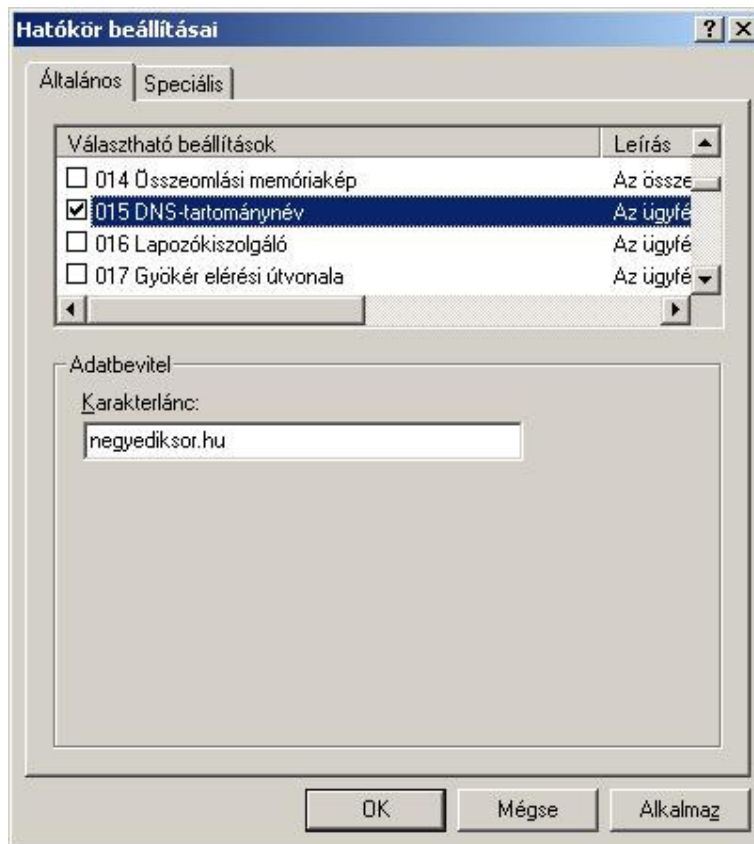 Hatókör beállításai
Általános Speciális
Választható beállítások Leírás
014 Összeomlási memóriakép Az össze
015 DNS-tartománynév Az ügyfé
016 Lapozókiszolgáló Az ügyfé
017 Gyökér elérési útvonala Az ügyfé
Adatbevitel
Karakterlánc:
negyediksor.hu
OK Mégse Alkalmaz